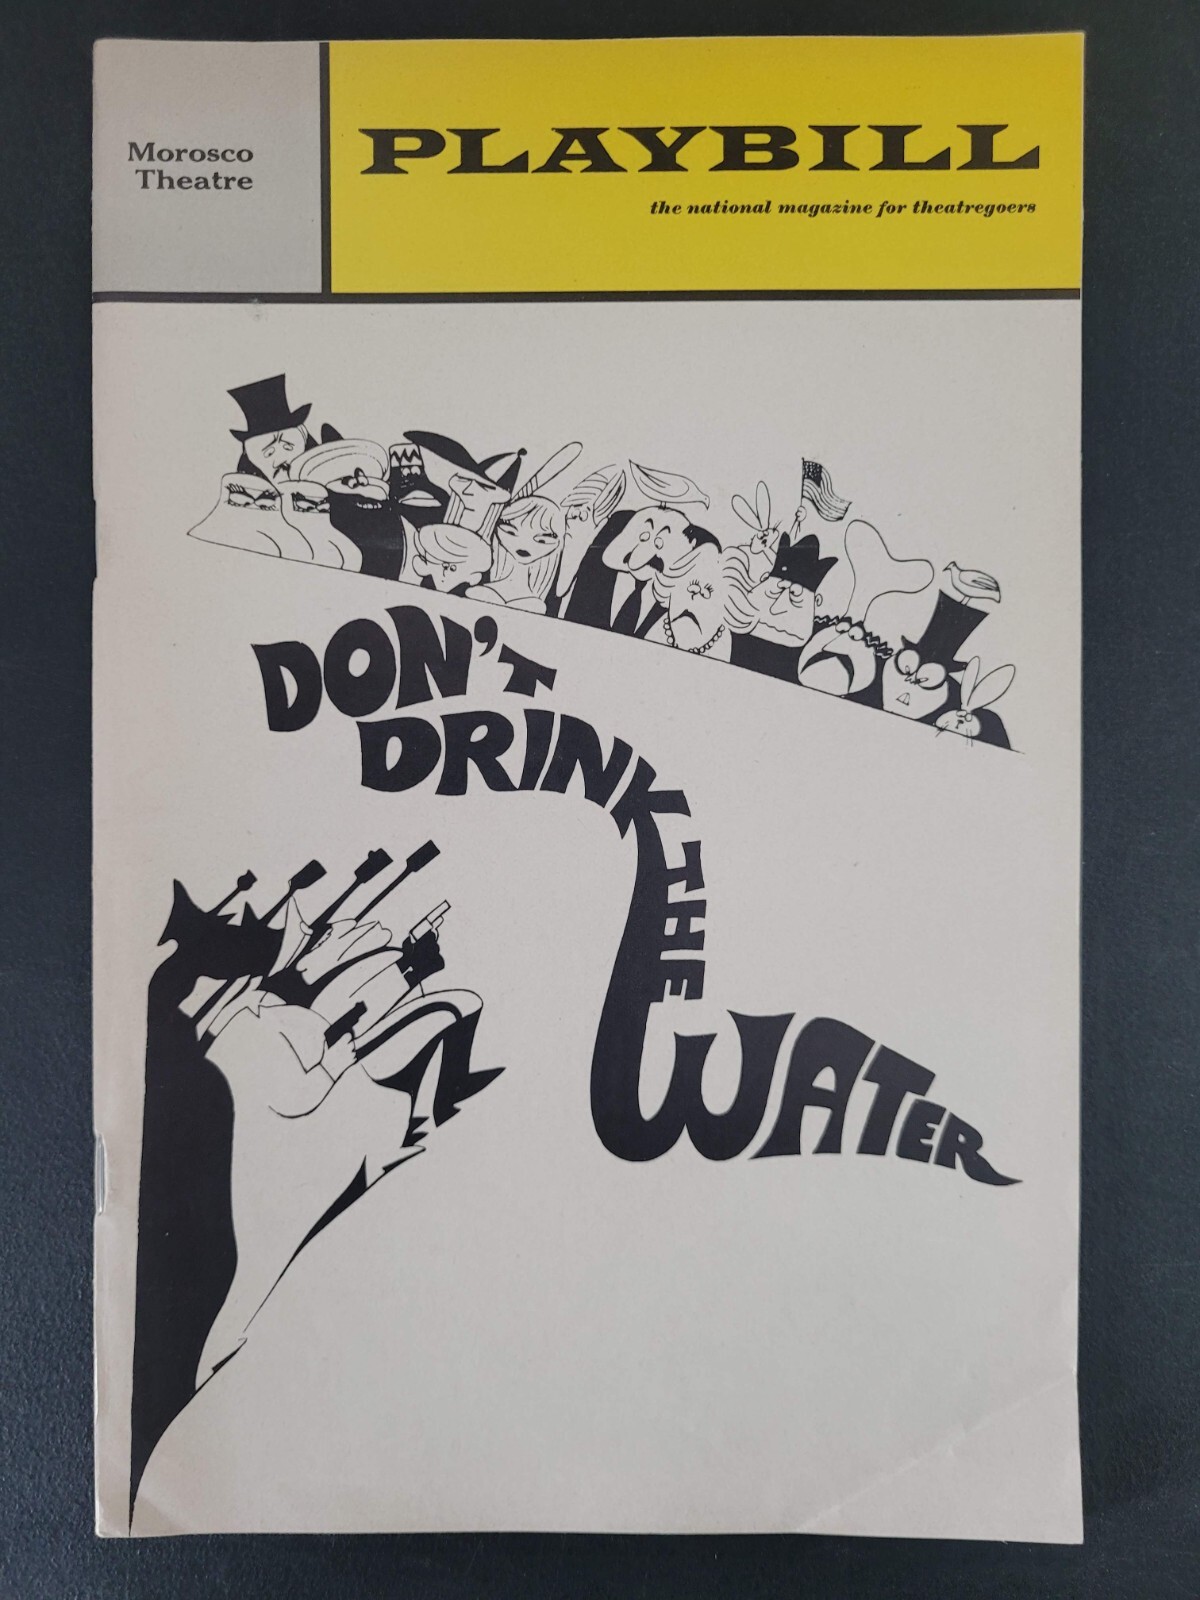 Morosco
Theatre
PLAYBILL
the national magazine for theatregoers
DON'T
DRINK
THE
WATER